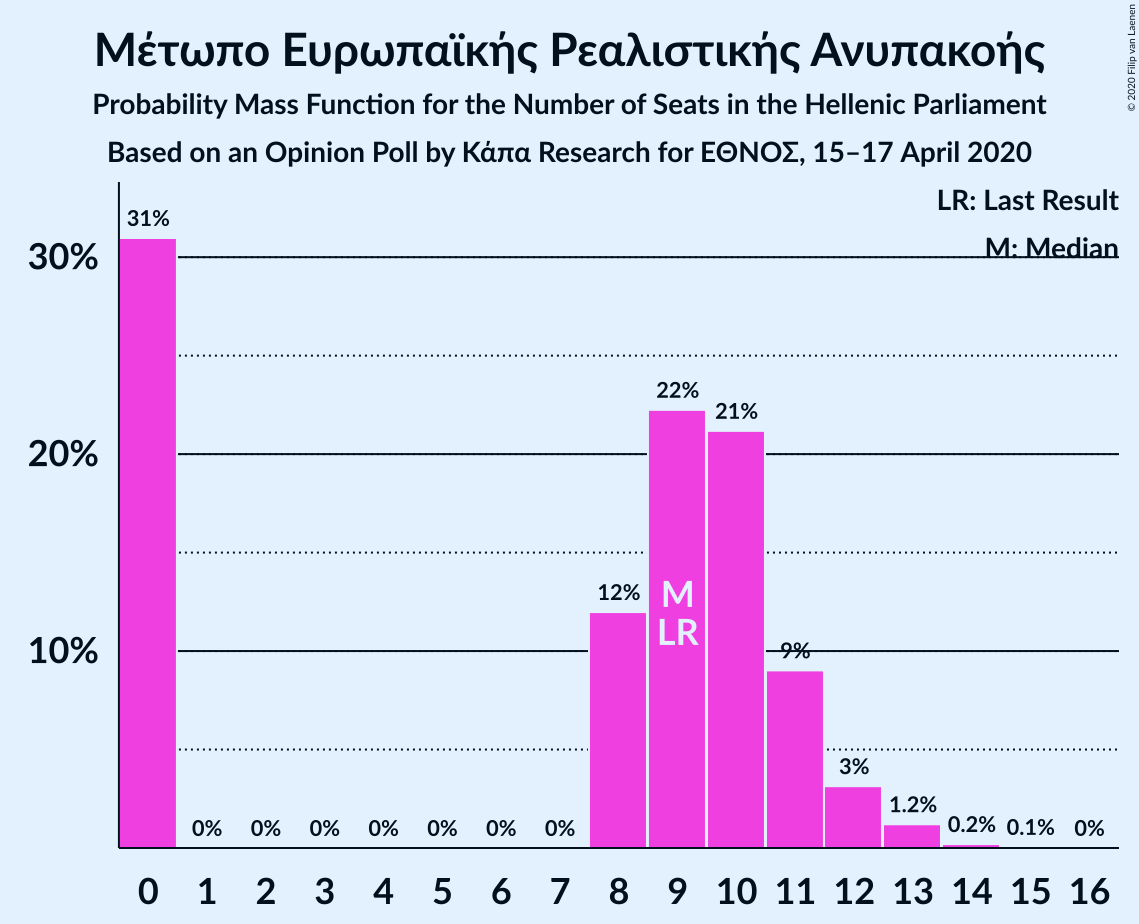 Μέτωπο Ευρωπαϊκής Ρεαλιστικής Ανυπακοής
Probability Mass Function for the Number of Seats in the Hellenic Parliament
Based on an Opinion Poll by Κάπα Research for ΕΘΝΟΣ, 15–17 April 2020
© 2020 Filip van Laenen
LR: Last Result
M: Median
30%
20%
10%
31%
0%
0%
0%
0%
0%
0%
0%
12%
22%
21%
9%
3%
1.2%
0.2%
0.1%
0%
M
LR
0 1 2 3 4 5 6 7 8 9 10 11 12 13 14 15 16